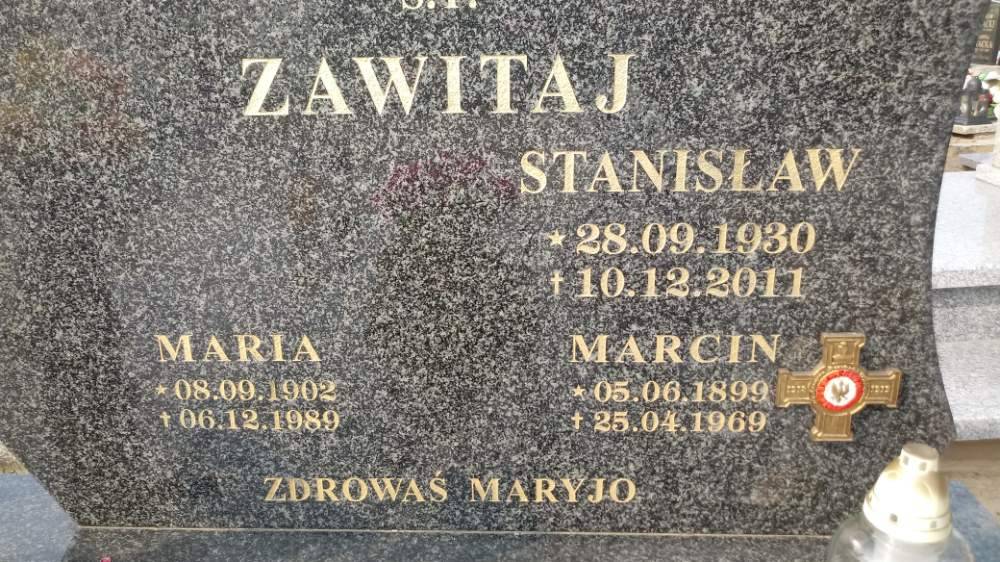 Ś.P.
ZAWITAJ
STANISŁAW
★ 28.09.1930
† 10.12.2011
MARIA
★ 08.09.1902
† 06.12.1989
MARCIN
★ 05.06.1899
† 25.04.1969
ZDROWAŚ MARYJO